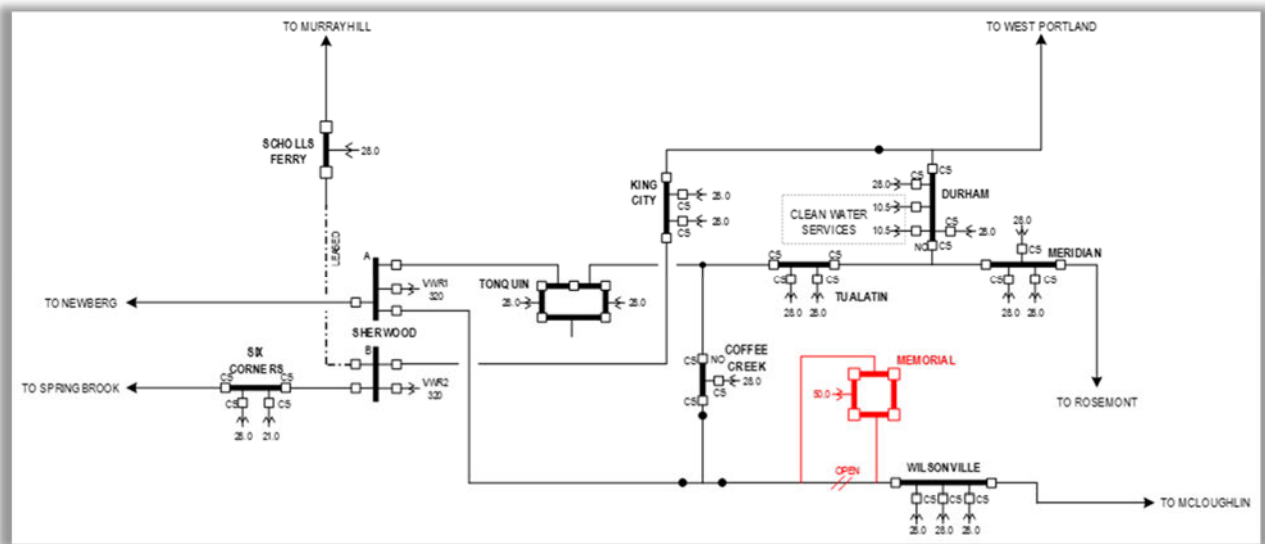 TO MURRAYHILL
TO WEST PORTLAND
SCHOLLS
FERRY
28.0
KING
CITY
28.0
CS
28.0
CS
CS
CS
28.0
DURHAM
10.5
CLEAN WATER
SERVICES
10.5
CS
28.0
NO
CS
28.0
CS
MERIDIAN
LEASED
A
VWR1
320
TO NEWBERG
SHERWOOD
B
VWR2
320
TONQUIN
28.0
28.0
CS
CS
CS
CS
TUALATIN
28.0
28.0
CS
CS
28.0
28.0
SIX
CORNERS
CS
CS
TO SPRINGBROOK
CS
CS
28.0
21.0
COFFEE
CREEK
CS
NO
28.0
CS
CS
MEMORIAL
50.0
OPEN
TO ROSEMONT
WILSONVILLE
CS
CS
CS
28.0
28.0
28.0
TO MCLOUGHLIN